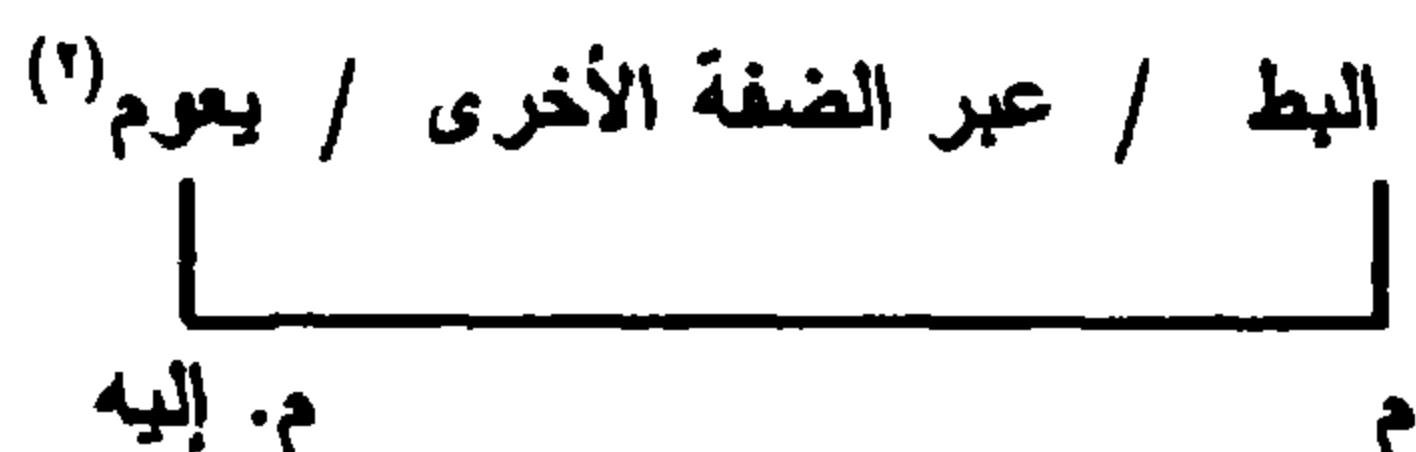 البط / عبر الضفة الأخرى / يعوم(٢)
م م. إليه